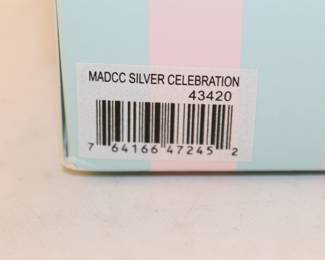 MADCC SILVER CELEBRATION
43420
7 64166 47245 2